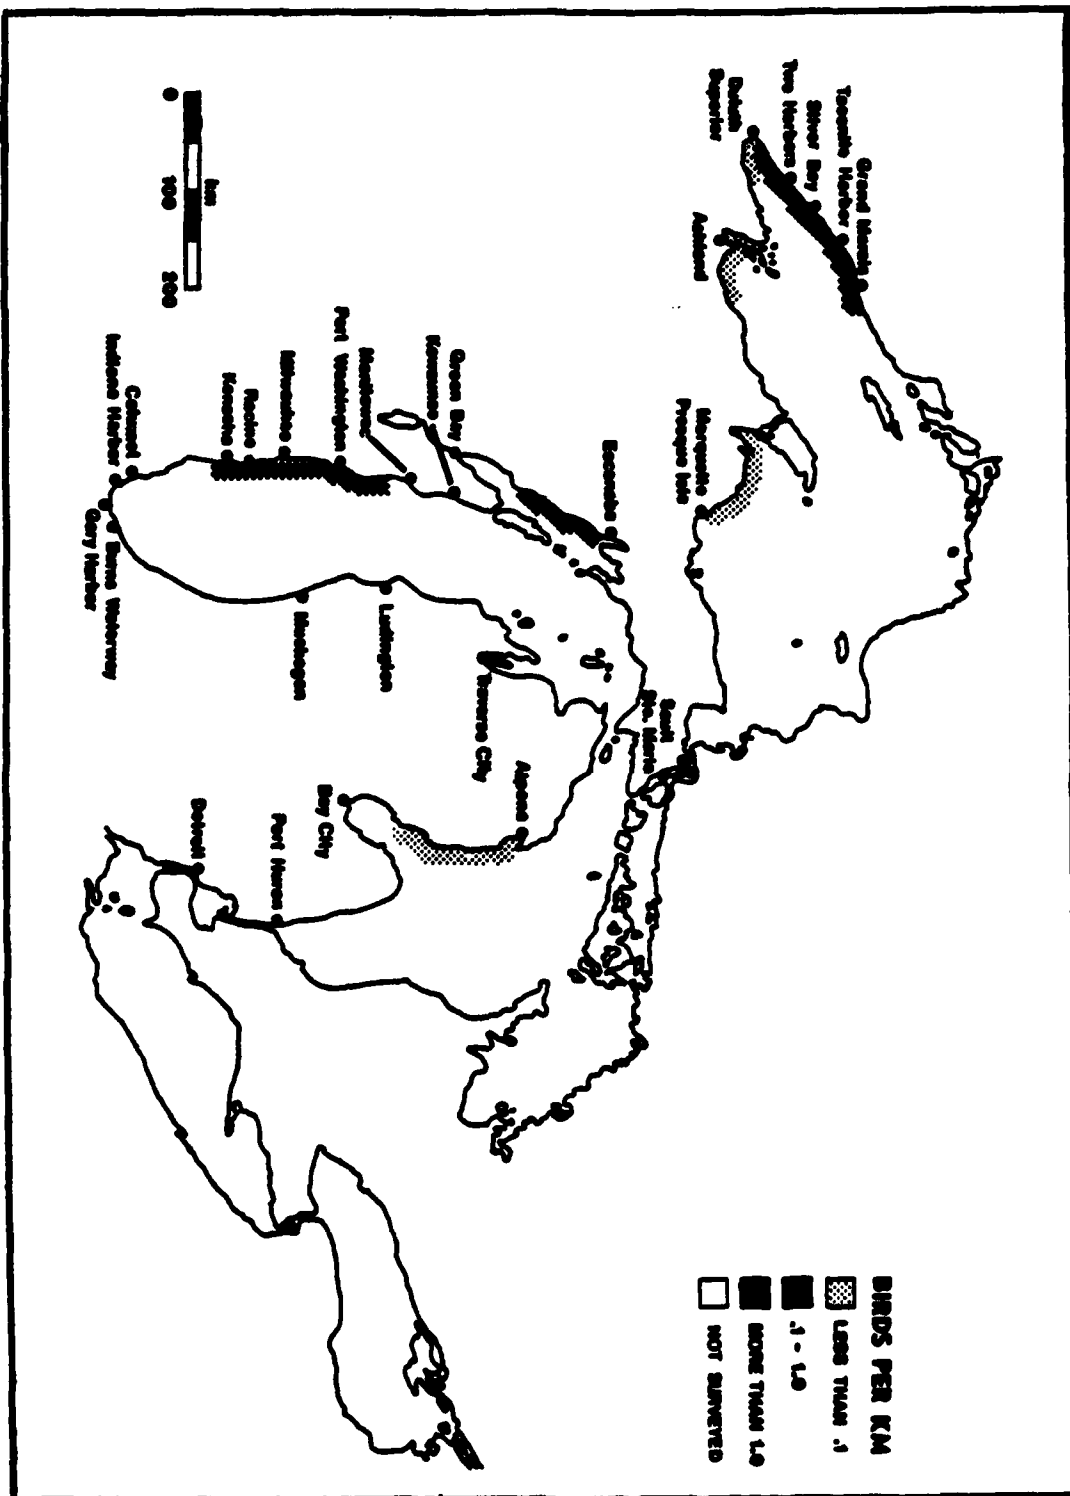 Grand Marais
Taconite Harbor
Silver Bay
Two Harbors
Duluth
Superior
Ashland
Marquette
Presque Isle
Sault
Ste. Marie
Escanaba
Green Bay
Kewaunee
Manitowoc
Port Washington
Milwaukee
Racine
Kenosha
Calumet
Indiana Harbor
Burns Waterway
Gary Harbor
Muskegon
Ludington
Traverse City
Alpena
Bay City
Port Huron
Detroit
km
0 100 200
BIRDS PER KM
LESS THAN .1
.1 - 1.0
MORE THAN 1.0
NOT SURVEYED